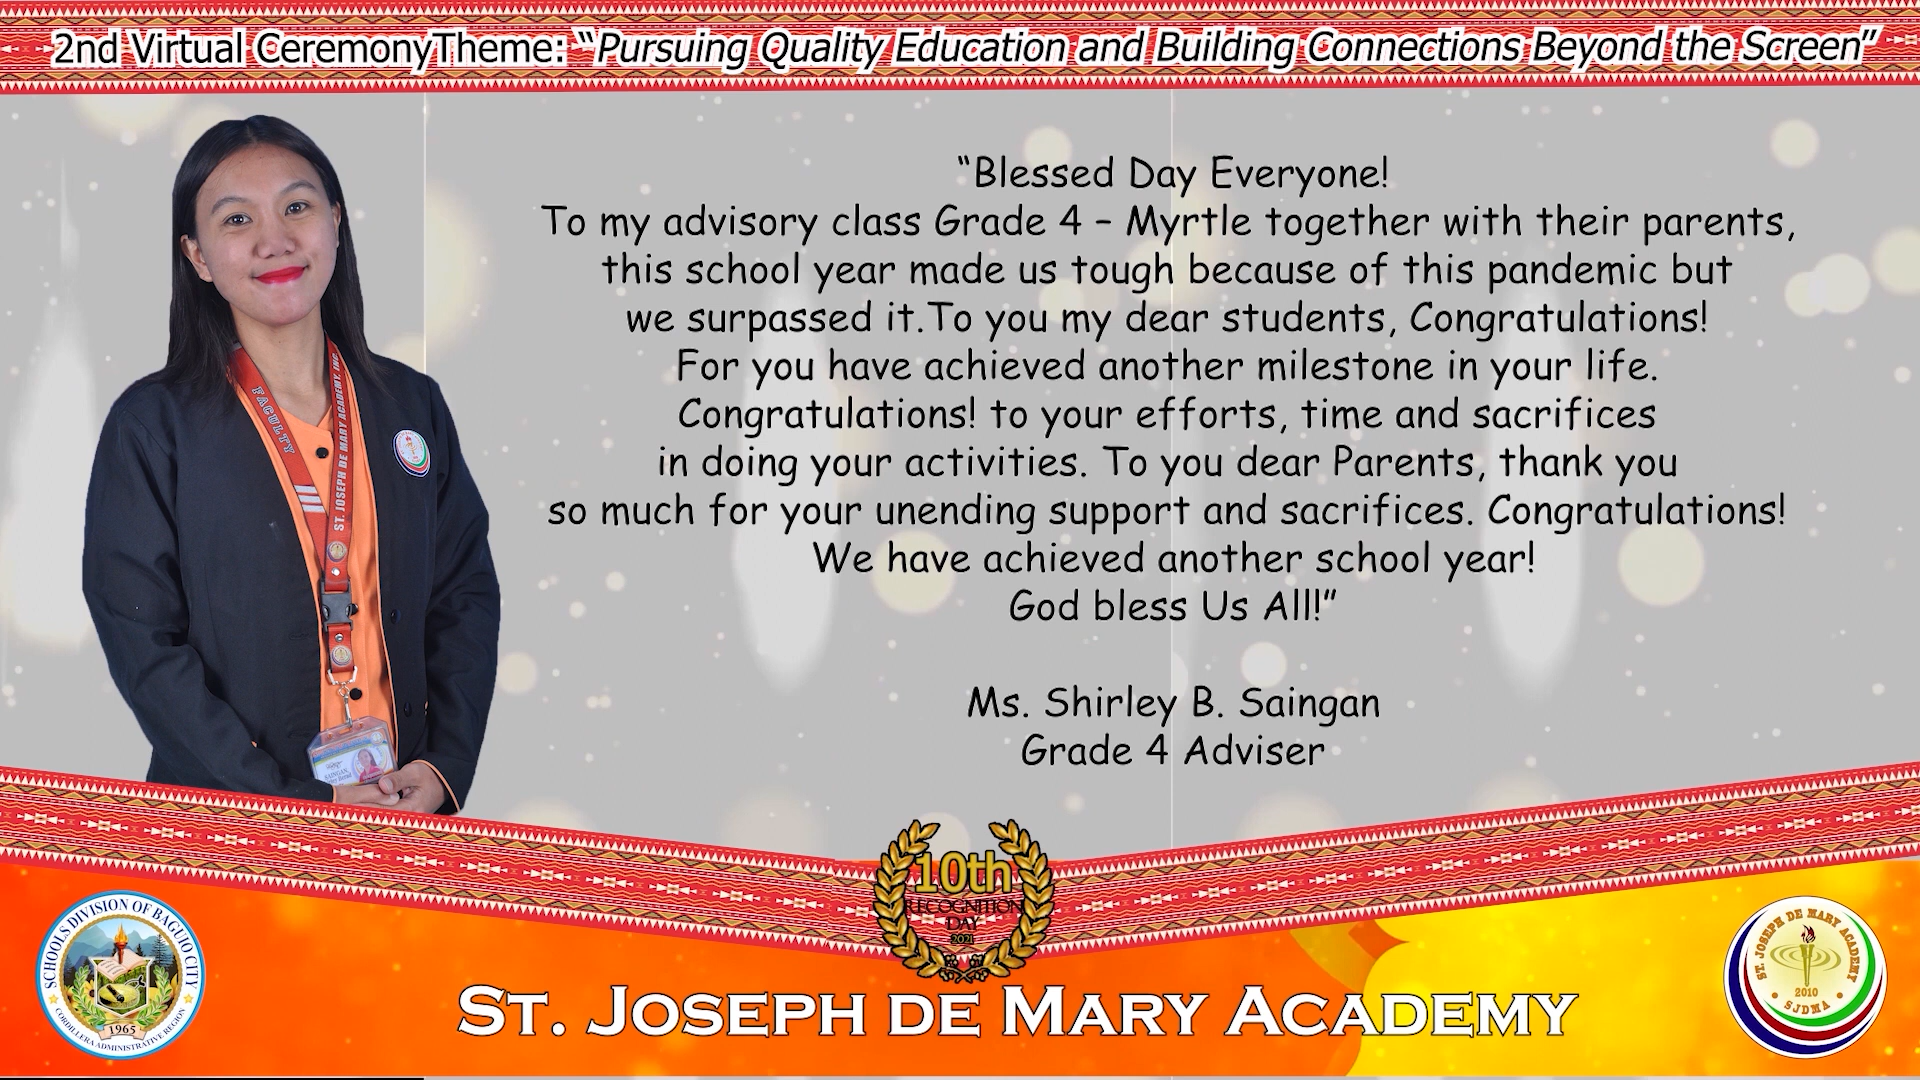 2nd Virtual CeremonyTheme: “Pursuing Quality Education and Building Connections Beyond the Screen”
“Blessed Day Everyone!
To my advisory class Grade 4 – Myrtle together with their parents,
this school year made us tough because of this pandemic but
we surpassed it.To you my dear students, Congratulations!
For you have achieved another milestone in your life.
Congratulations! to your efforts, time and sacrifices
in doing your activities. To you dear Parents, thank you
so much for your unending support and sacrifices. Congratulations!
We have achieved another school year!
God bless Us All!”
Ms. Shirley B. Saingan
Grade 4 Adviser
FACULTY
ST. JOSEPH DE MARY ACADEMY, INC.
SAINGAN
10th
RECOGNITION
DAY
2021
SCHOOLS DIVISION OF BAGUIO CITY
1965
CORDILLERA ADMINISTRATIVE REGION
ST. JOSEPH DE MARY ACADEMY
ST. JOSEPH DE MARY ACADEMY
2010
SJDMA